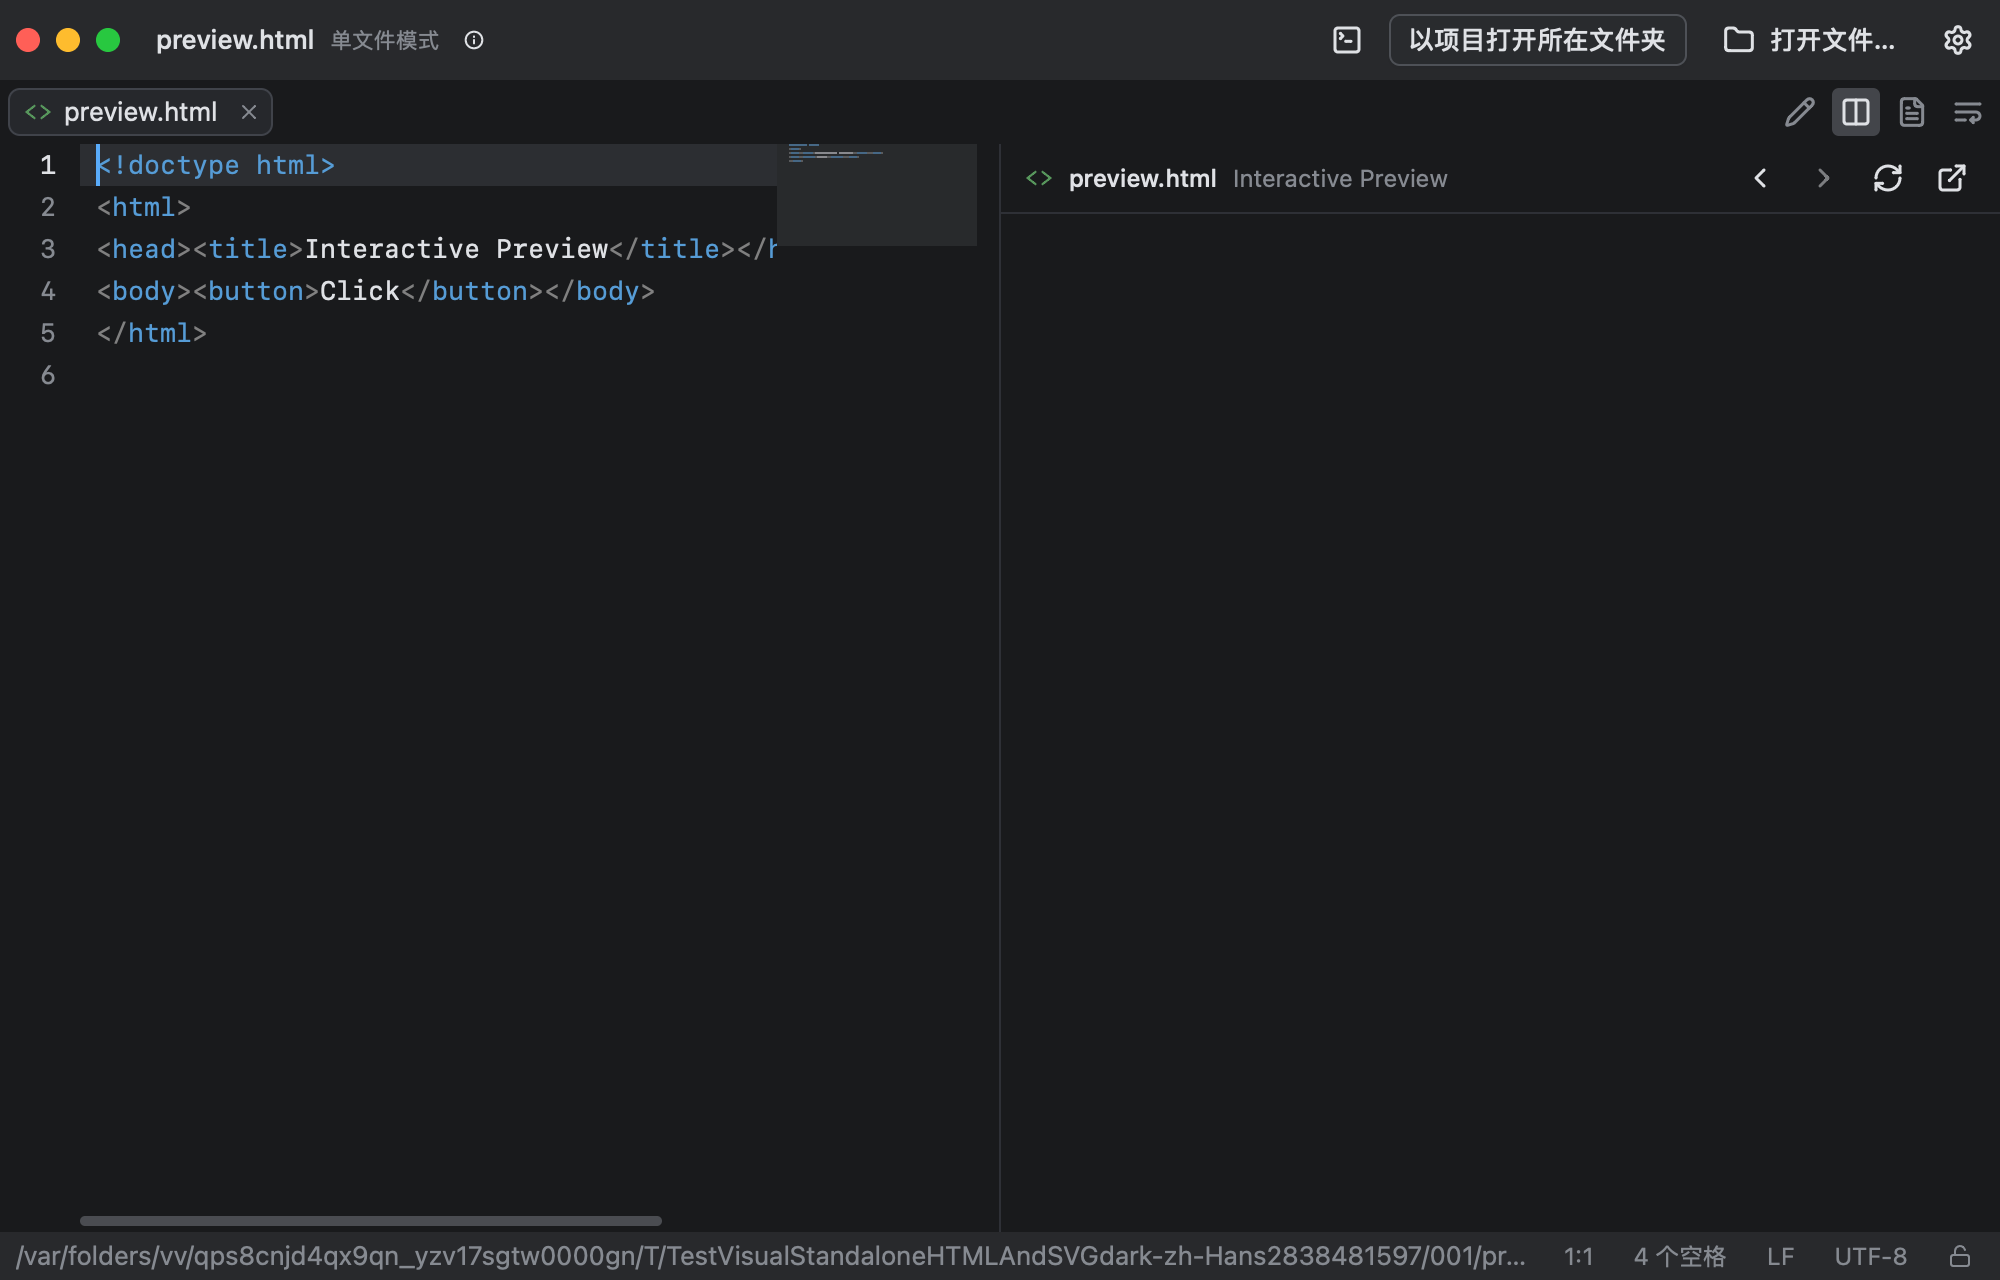 preview.html 单文件模式 以项目打开所在文件夹 打开文件...
preview.html
preview.html Interactive Preview
1 <!doctype html>
2 <html>
3 <head><title>Interactive Preview</title></h
4 <body><button>Click</button></body>
5 </html>
6
/var/folders/vv/qps8cnjd4qx9qn_yzv17sgtw0000gn/T/TestVisualStandaloneHTMLAndSVGdark-zh-Hans2838481597/001/pr... 1:1 4 个空格 LF UTF-8